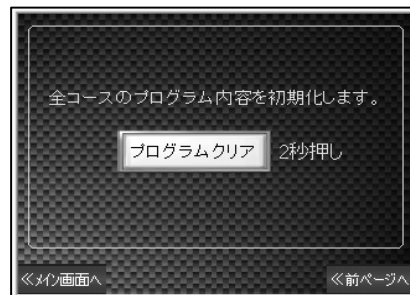 全コースのプログラム内容を初期化します。
プログラムクリア 2秒押し
≪メイン画面へ ≪前ページへ